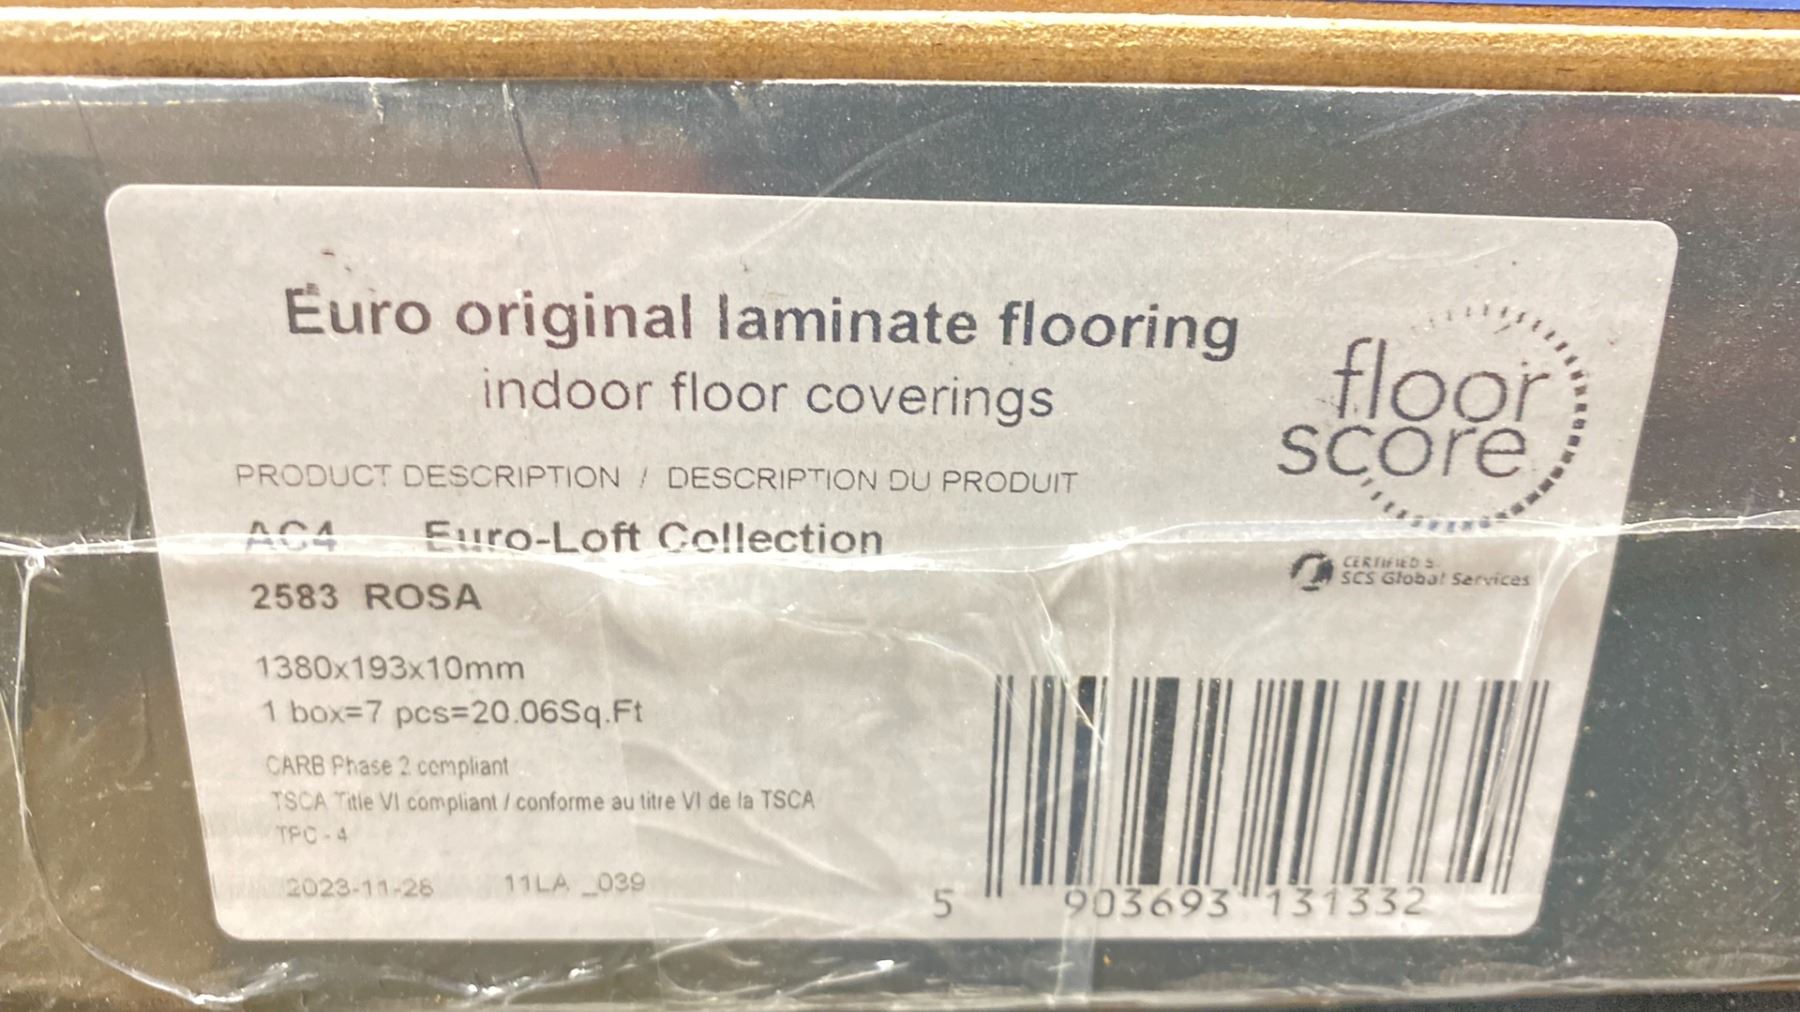 Euro original laminate flooring
indoor floor coverings
floor
score
PRODUCT DESCRIPTION / DESCRIPTION DU PRODUIT
AC4 Euro-Loft Collection
CERTIFIED
SCS Global Services
2583 ROSA
1380x193x10mm
1 box=7 pcs=20.06Sq.Ft
CARB Phase 2 compliant
TSCA Title VI compliant / conforme au titre VI de la TSCA
TPC - 4
2023-11-28 11LA _039
5 903693 131332